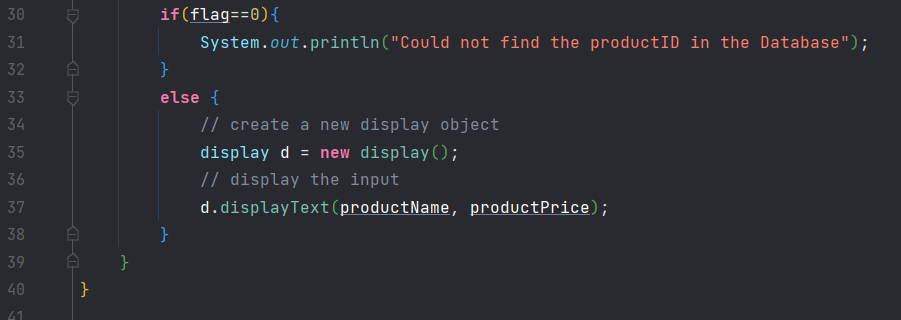 30 if(flag==0){
31 System.out.println("Could not find the productID in the Database");
32 }
33 else {
34 // create a new display object
35 display d = new display();
36 // display the input
37 d.displayText(productName, productPrice);
38 }
39 }
40 }
41